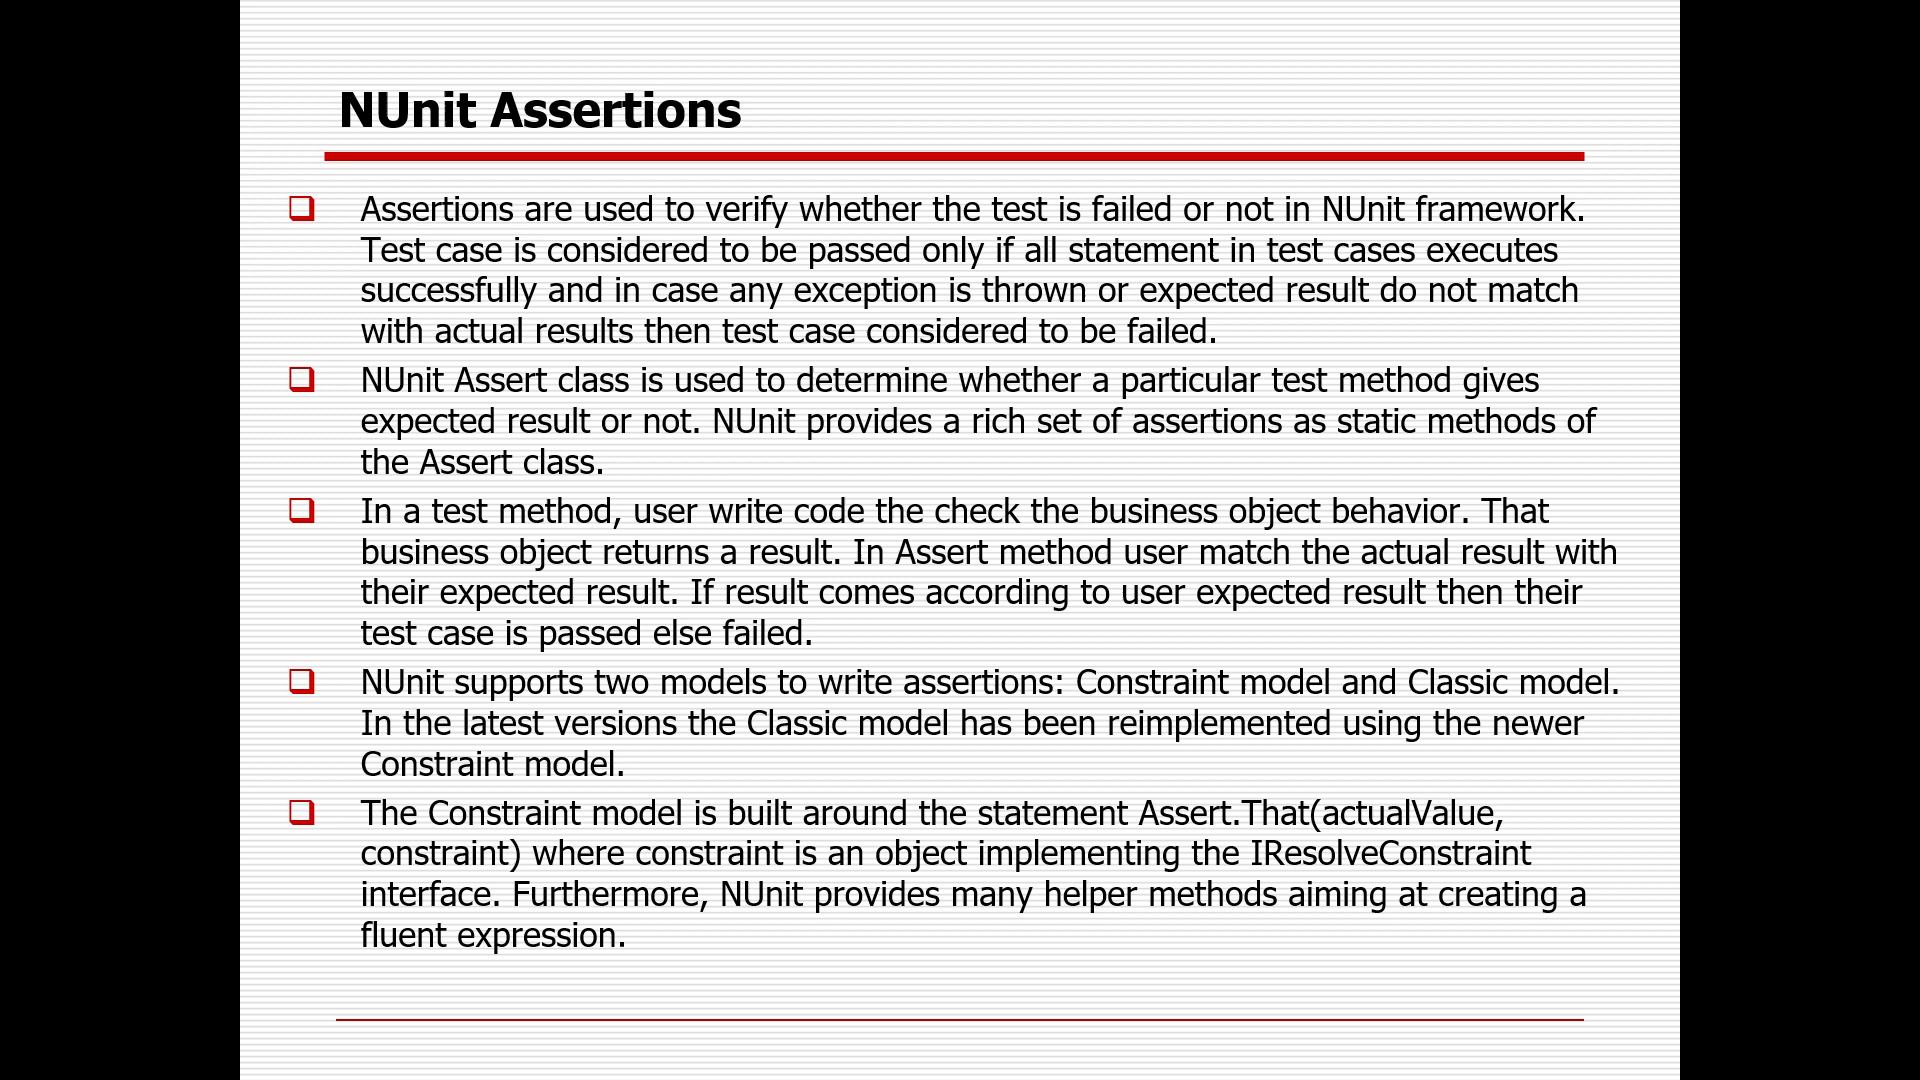 NUnit Assertions
Assertions are used to verify whether the test is failed or not in NUnit framework.
Test case is considered to be passed only if all statement in test cases executes
successfully and in case any exception is thrown or expected result do not match
with actual results then test case considered to be failed.
NUnit Assert class is used to determine whether a particular test method gives
expected result or not. NUnit provides a rich set of assertions as static methods of
the Assert class.
In a test method, user write code the check the business object behavior. That
business object returns a result. In Assert method user match the actual result with
their expected result. If result comes according to user expected result then their
test case is passed else failed.
NUnit supports two models to write assertions: Constraint model and Classic model.
In the latest versions the Classic model has been reimplemented using the newer
Constraint model.
The Constraint model is built around the statement Assert.That(actualValue,
constraint) where constraint is an object implementing the IResolveConstraint
interface. Furthermore, NUnit provides many helper methods aiming at creating a
fluent expression.